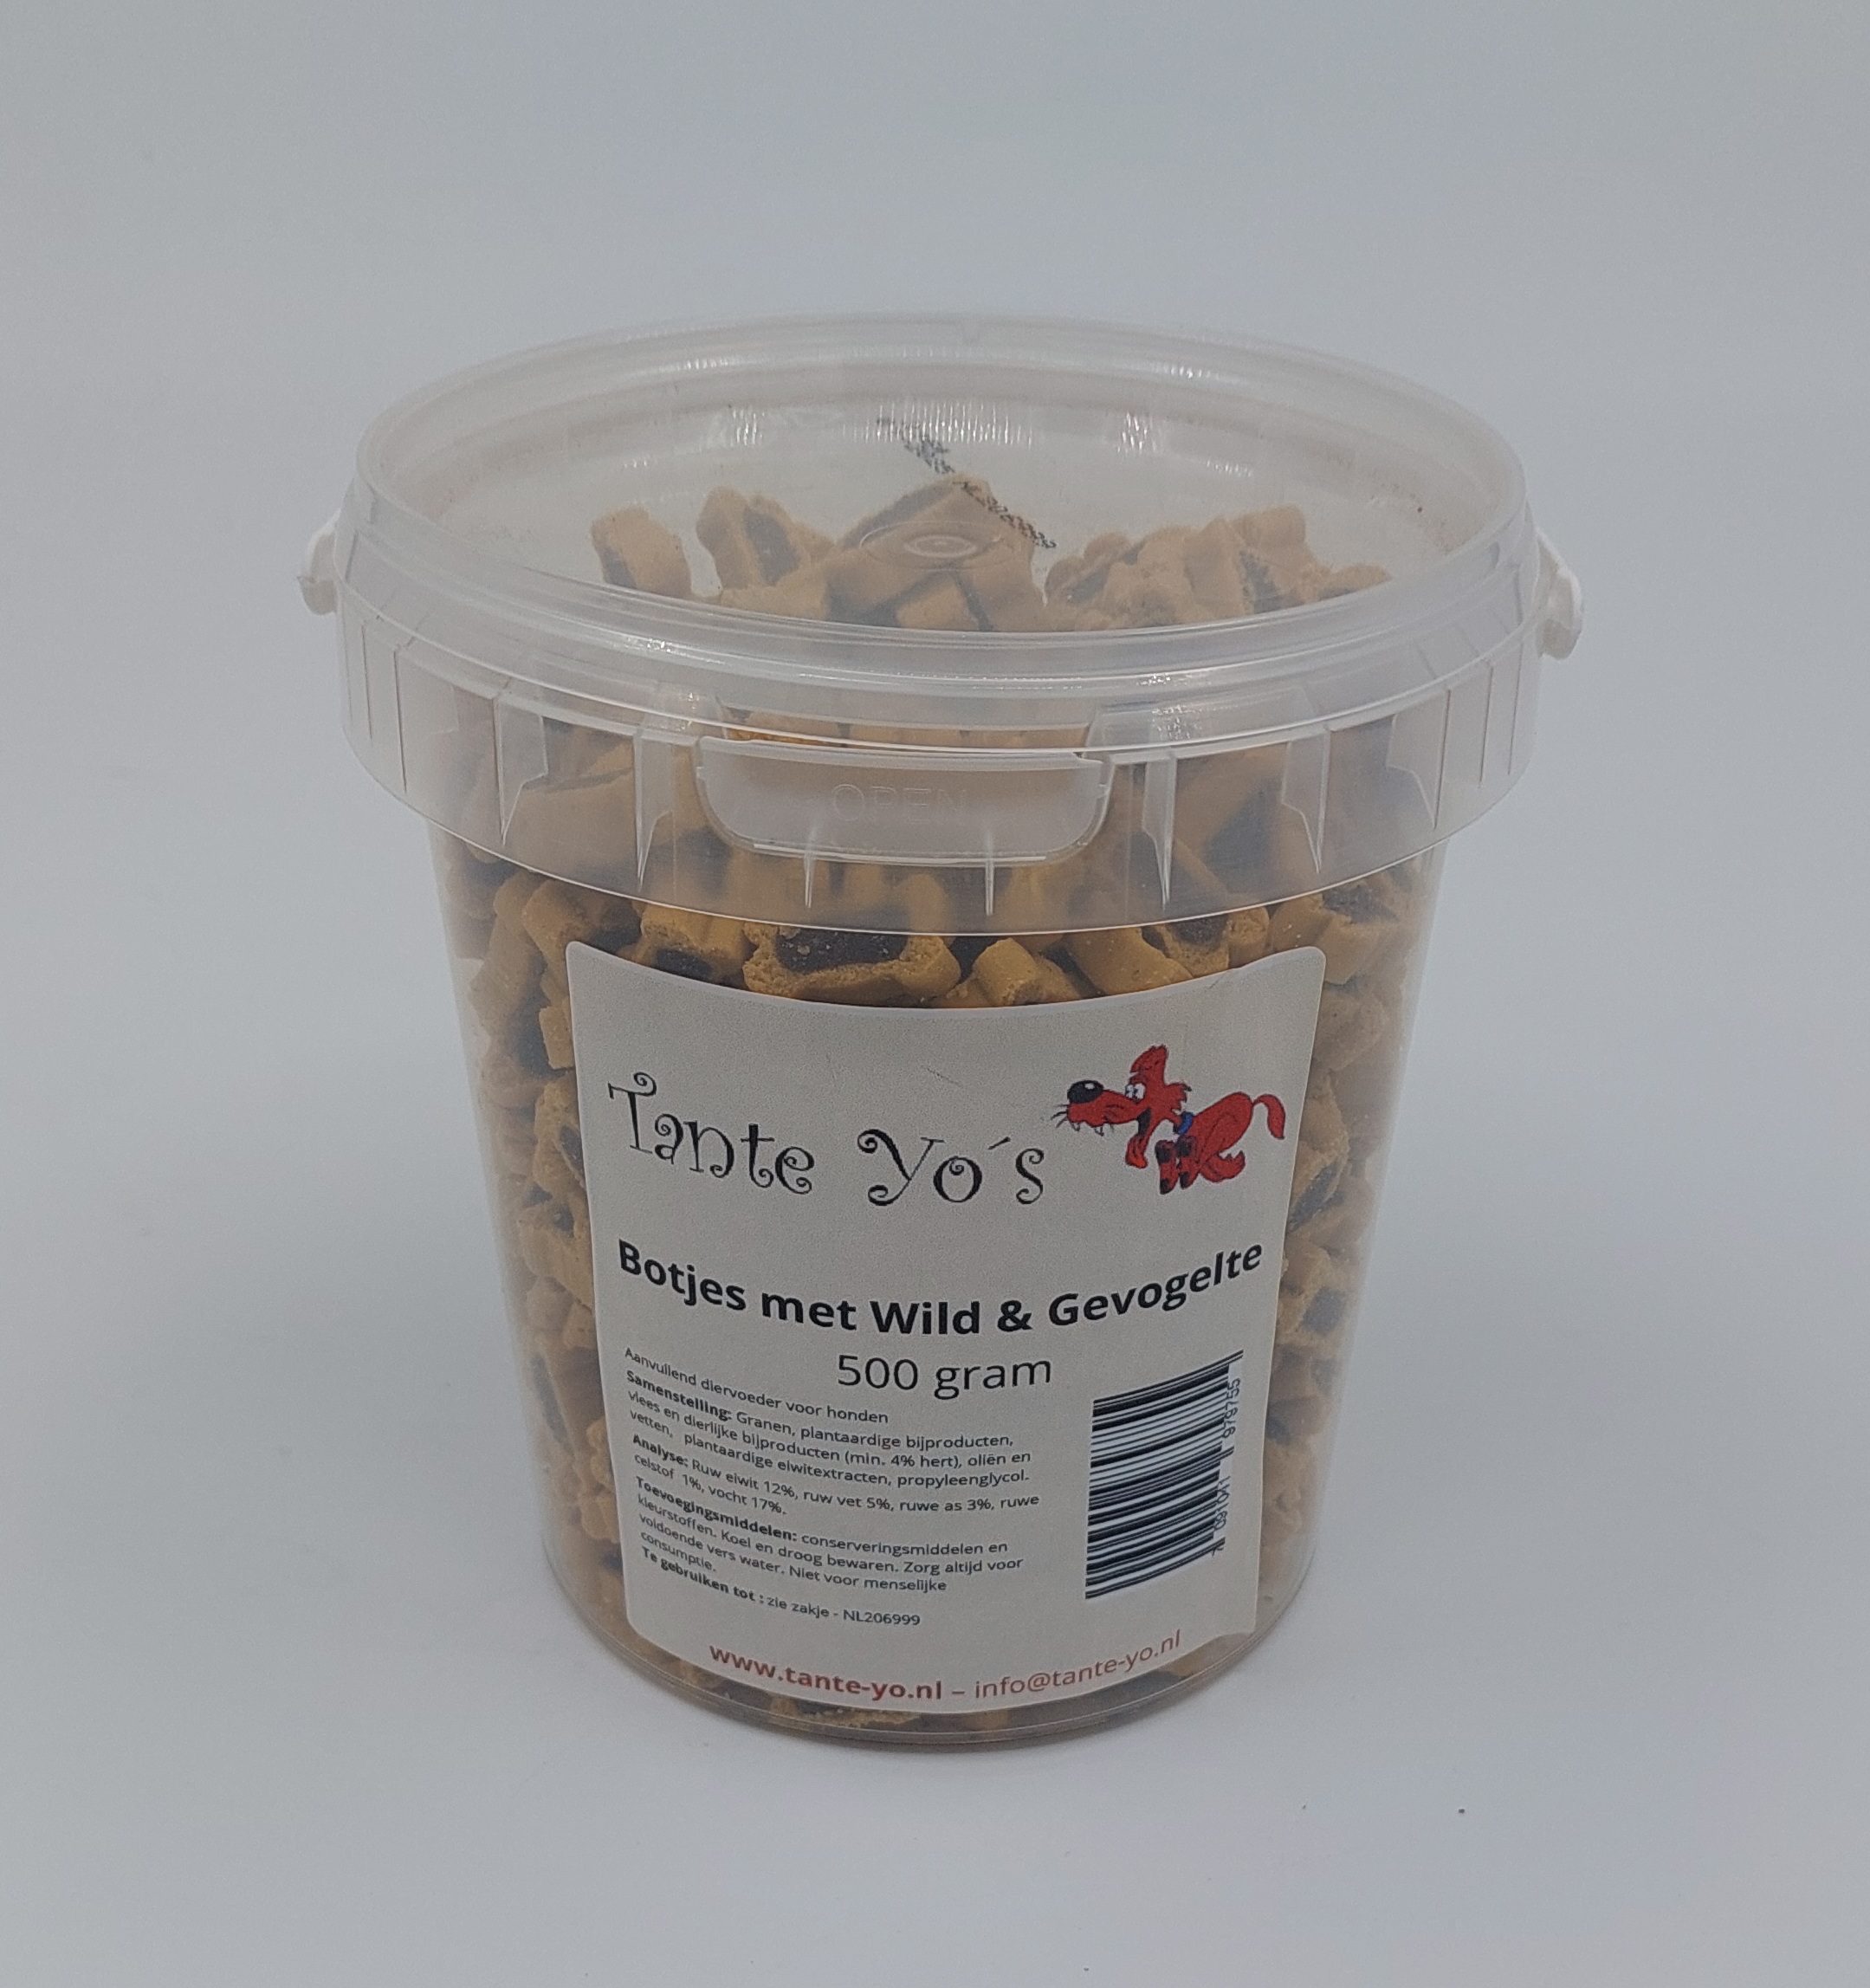 OPEN
Tante Yo´s
Botjes met Wild & Gevogelte
500 gram
Aanvullend diervoeder voor honden
Samenstelling: Granen, plantaardige bijproducten,
vlees en dierlijke bijproducten (min. 4% hert), oliën en
vetten, plantaardige eiwitextracten, propyleenglycol.
Analyse: Ruw eiwit 12%, ruw vet 5%, ruwe as 3%, ruwe
celstof 1%, vocht 17%.
Toevoegingsmiddelen: conserveringsmiddelen en
kleurstoffen. Koel en droog bewaren. Zorg altijd voor
voldoende vers water. Niet voor menselijke
consumptie.
Te gebruiken tot : zie zakje - NL206999
7 091041 979755
www.tante-yo.nl – info@tante-yo.nl